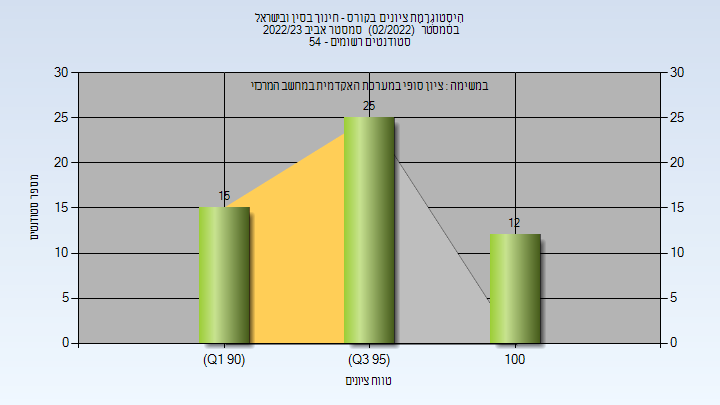 היסטוגרמת ציונים בקורס - חינוך בסין ובישראל
בסמסטר (02/2022) סמסטר אביב 2022/23
סטודנטים רשומים - 54
במשימה : ציון סופי במערכת האקדמית במחשב המרכזי
30 30
25 25
20 20
15 15
10 10
5 5
0 0
15
25
12
מספר סטודנטים
(Q1 90) (Q3 95) 100
טווח ציונים